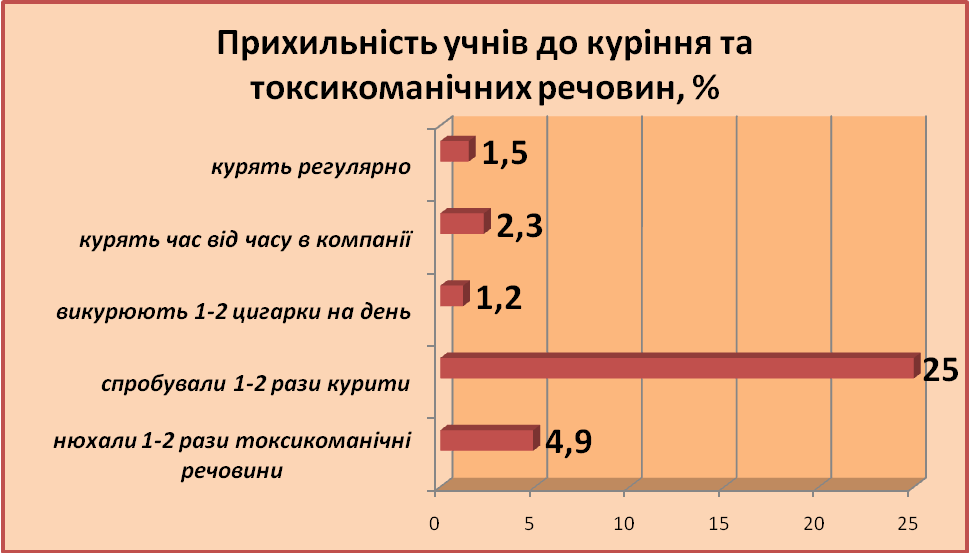 Прихильність учнів до куріння та
токсикоманічних речовин, %
курять регулярно
1,5
курять час від часу в компанії
2,3
викурюють 1-2 цигарки на день
1,2
спробували 1-2 рази курити
25
нюхали 1-2 рази токсикоманічні
речовини
4,9
0 5 10 15 20 25